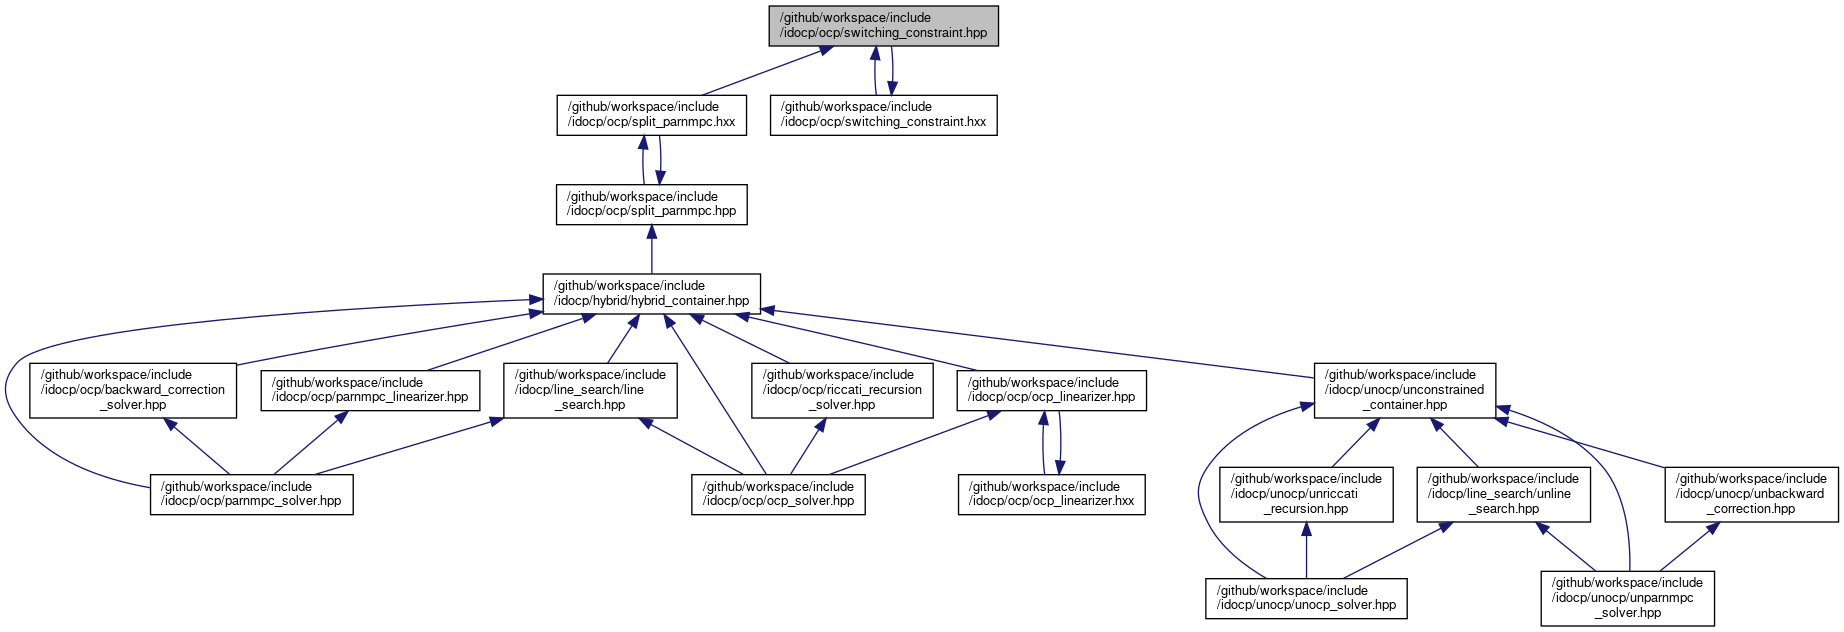 /github/workspace/include
/idocp/ocp/switching_constraint.hpp
/github/workspace/include
/idocp/ocp/split_parnmpc.hxx
/github/workspace/include
/idocp/ocp/switching_constraint.hxx
/github/workspace/include
/idocp/ocp/split_parnmpc.hpp
/github/workspace/include
/idocp/hybrid/hybrid_container.hpp
/github/workspace/include
/idocp/ocp/backward_correction
_solver.hpp
/github/workspace/include
/idocp/ocp/parnmpc_linearizer.hpp
/github/workspace/include
/idocp/line_search/line
_search.hpp
/github/workspace/include
/idocp/ocp/riccati_recursion
_solver.hpp
/github/workspace/include
/idocp/ocp/ocp_linearizer.hpp
/github/workspace/include
/idocp/unocp/unconstrained
_container.hpp
/github/workspace/include
/idocp/ocp/parnmpc_solver.hpp
/github/workspace/include
/idocp/ocp/ocp_solver.hpp
/github/workspace/include
/idocp/ocp/ocp_linearizer.hxx
/github/workspace/include
/idocp/unocp/unriccati
_recursion.hpp
/github/workspace/include
/idocp/line_search/unline
_search.hpp
/github/workspace/include
/idocp/unocp/unbackward
_correction.hpp
/github/workspace/include
/idocp/unocp/unocp_solver.hpp
/github/workspace/include
/idocp/unocp/unparnmpc
_solver.hpp